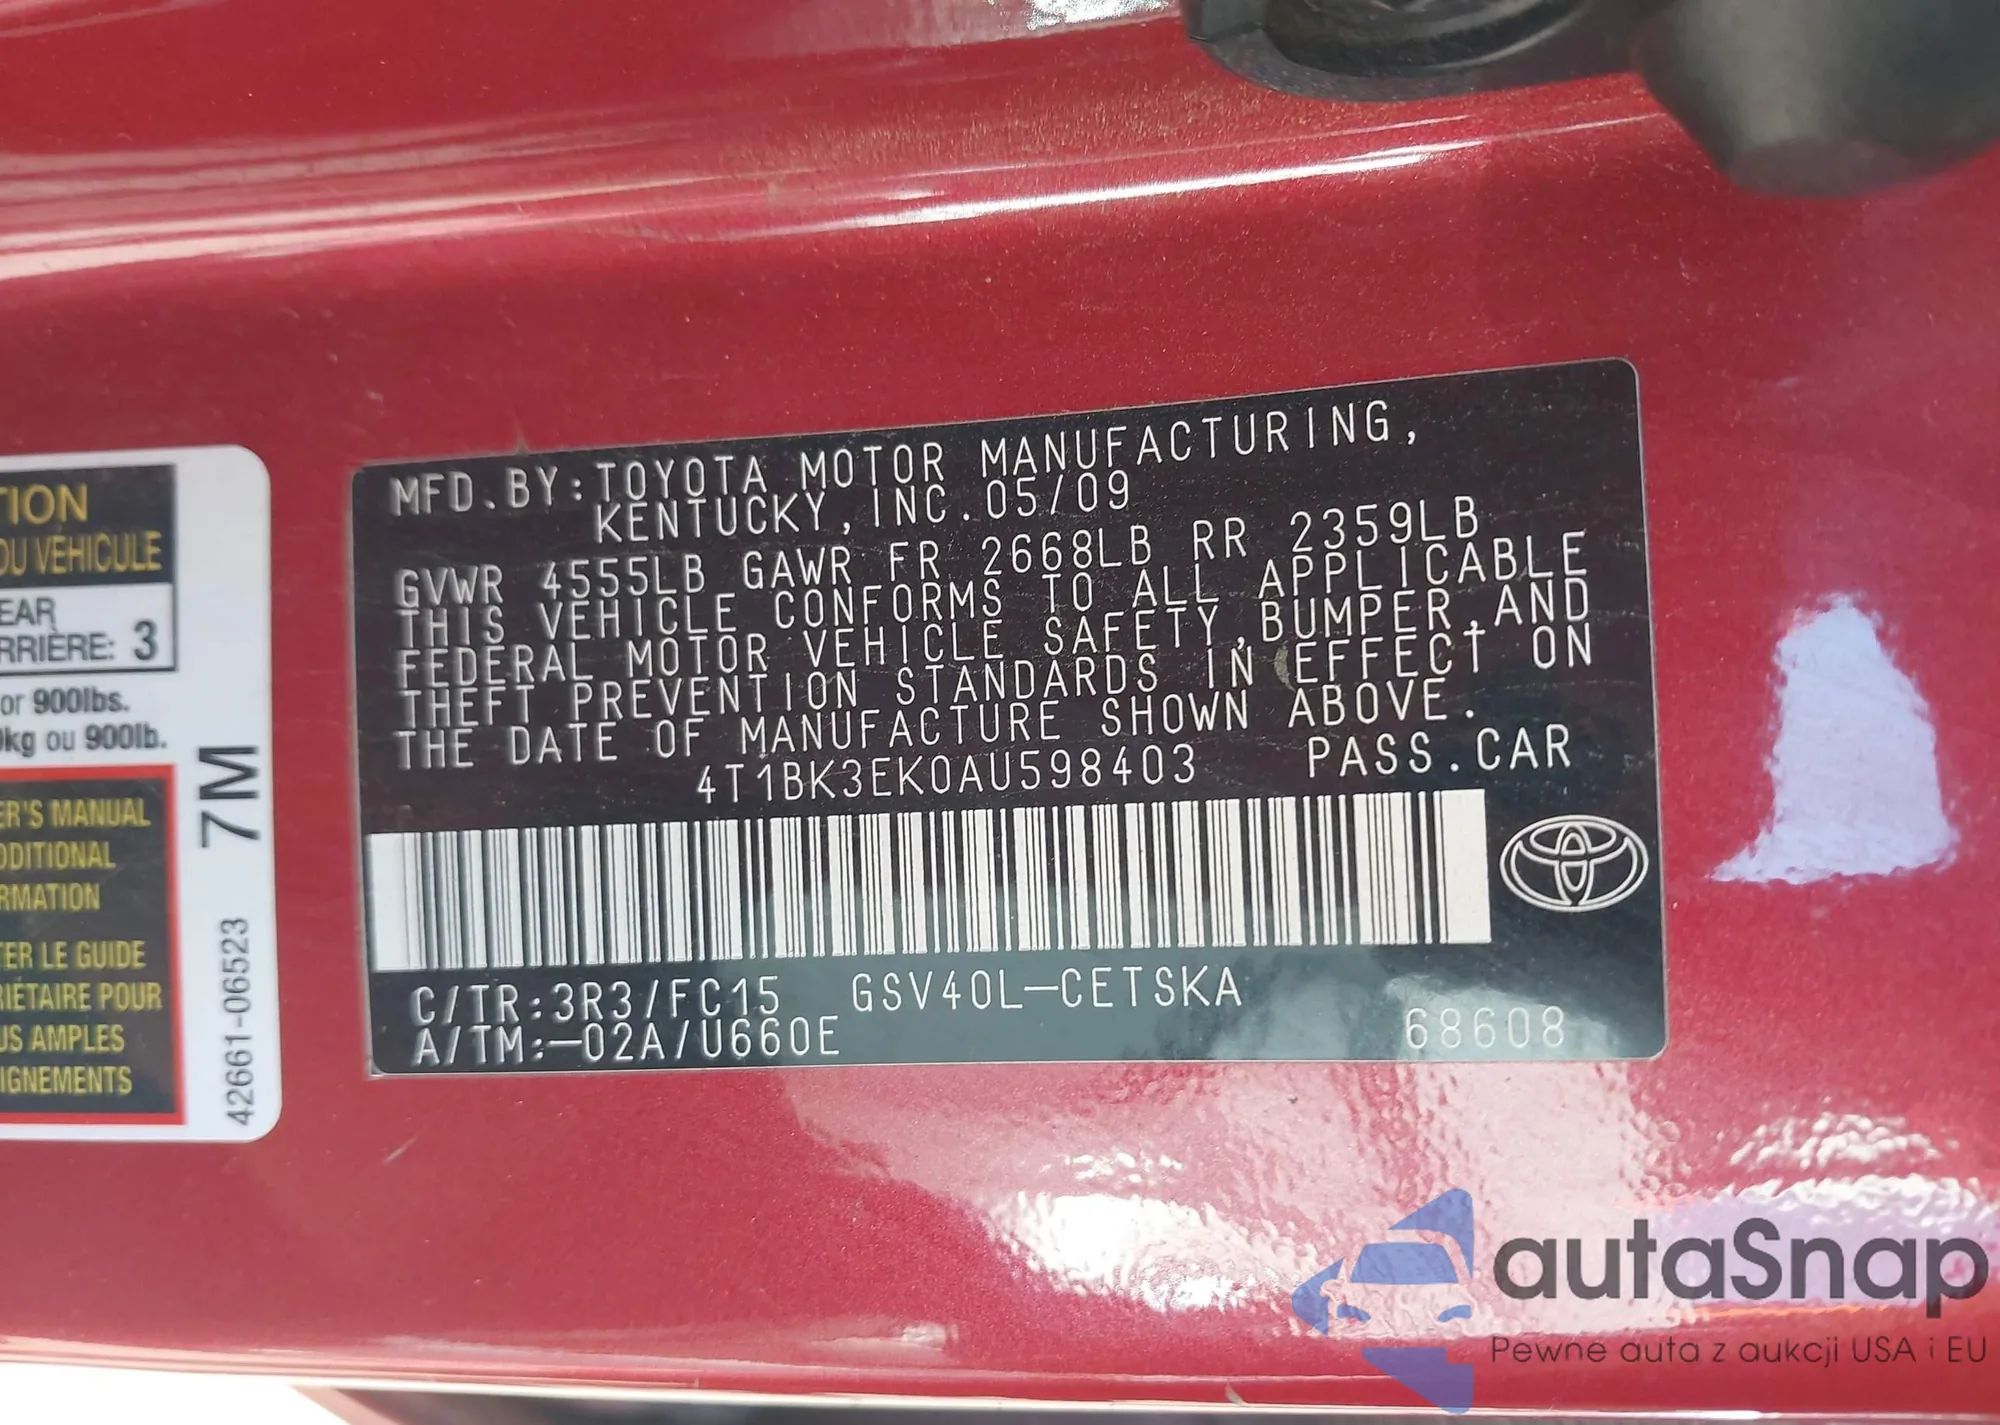 TION
DU VÉHICULE
EAR
RRIÈRE: 3
or 900lbs.
kg ou 900lb.
ER'S MANUAL
DDITIONAL
RMATION
TER LE GUIDE
RIÉTAIRE POUR
US AMPLES
IGNEMENTS
7M
42661-06523
MFD.BY:TOYOTA MOTOR MANUFACTURING,
KENTUCKY,INC.05/09
GVWR 4555LB GAWR FR 2668LB RR 2359LB
THIS VEHICLE CONFORMS TO ALL APPLICABLE
FEDERAL MOTOR VEHICLE SAFETY,BUMPER,AND
THEFT PREVENTION STANDARDS IN EFFECT ON
THE DATE OF MANUFACTURE SHOWN ABOVE.
4T1BK3EK0AU598403 PASS.CAR
C/TR:3R3/FC15 GSV40L-CETSKA
A/TM:-02A/U660E 68608
autaSnap
Pewne auta z aukcji USA i EU